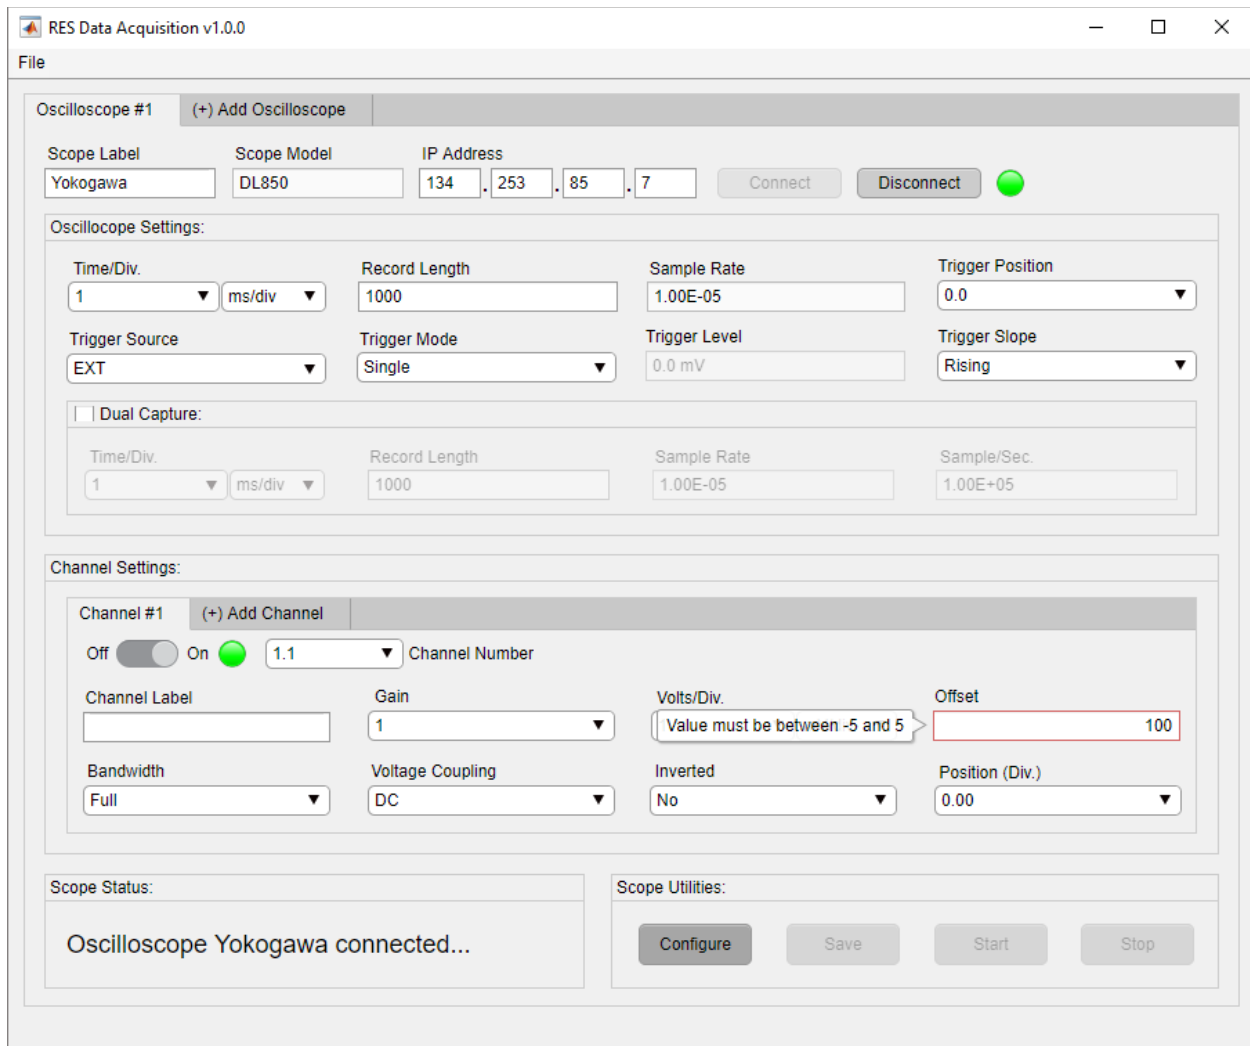 RES Data Acquisition v1.0.0
File
Oscilloscope #1 (+) Add Oscilloscope
Scope Label Scope Model IP Address
Yokogawa DL850 134 . 253 . 85 . 7 Connect Disconnect
Oscillocope Settings:
Time/Div. Record Length Sample Rate Trigger Position
1 ms/div 1000 1.00E-05 0.0
Trigger Source Trigger Mode Trigger Level Trigger Slope
EXT Single 0.0 mV Rising
Dual Capture:
Time/Div. Record Length Sample Rate Sample/Sec.
1 ms/div 1000 1.00E-05 1.00E+05
Channel Settings:
Channel #1 (+) Add Channel
Off On 1.1 Channel Number
Channel Label Gain Volts/Div. Offset
1 Value must be between -5 and 5 100
Bandwidth Voltage Coupling Inverted Position (Div.)
Full DC No 0.00
Scope Status: Scope Utilities:
Oscilloscope Yokogawa connected... Configure Save Start Stop